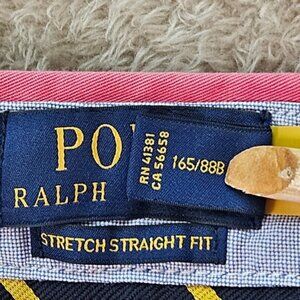 PO
RALPH
RN 41381
CA 56658
165/88B
STRETCH STRAIGHT FIT